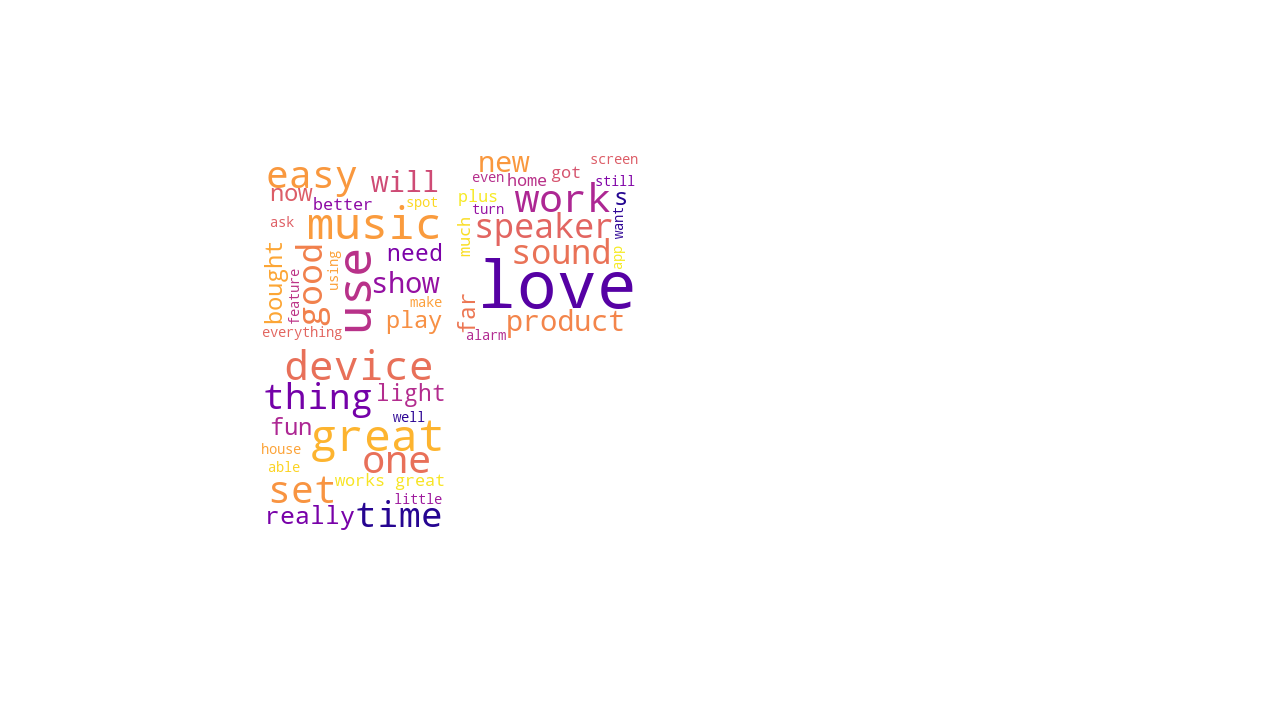 easy
will
now
better
spot
ask
music
bought
feature
good
using
use
need
show
make
play
everything
new
screen
even
home
got
still
plus
turn
works
s
want
much
speaker
sound
app
love
far
product
alarm
device
thing
light
well
fun
great
house
one
able
set
works great
little
really
time